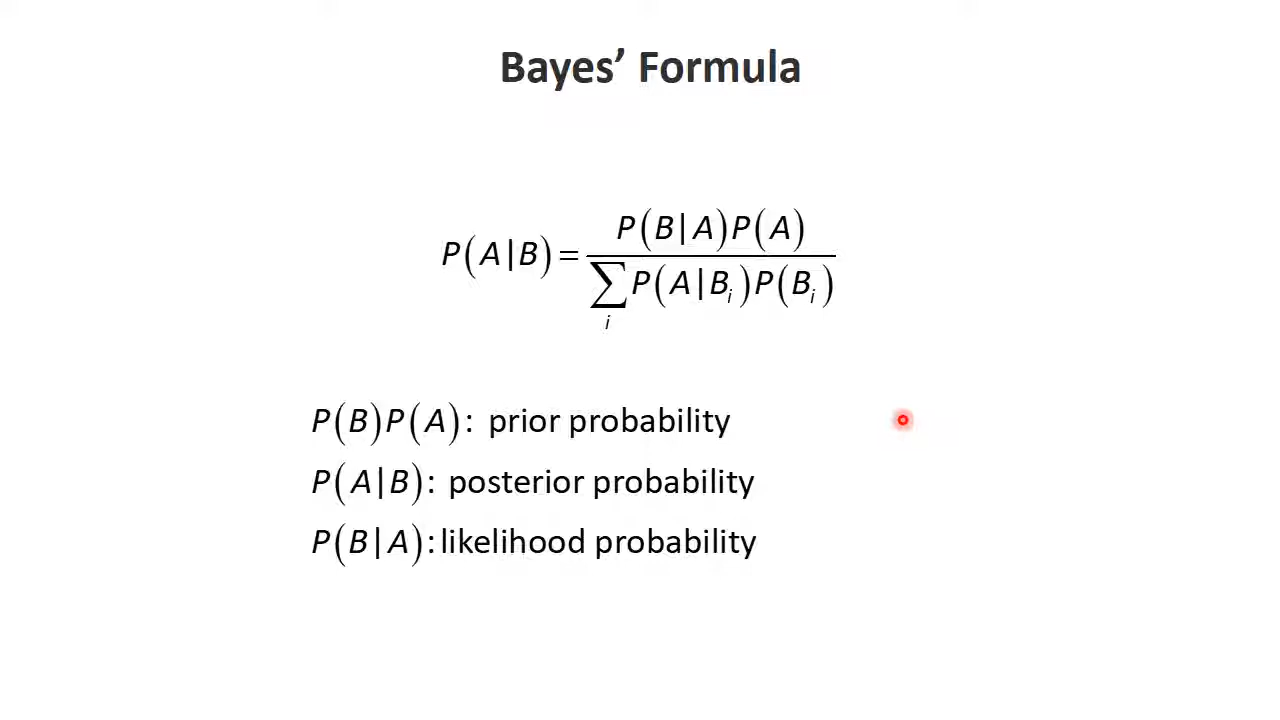 Bayes’ Formula
P(A|B) = P(B|A)P(A) / ∑_i P(A|B_i)P(B_i)
P(B)P(A): prior probability
P(A|B): posterior probability
P(B|A): likelihood probability